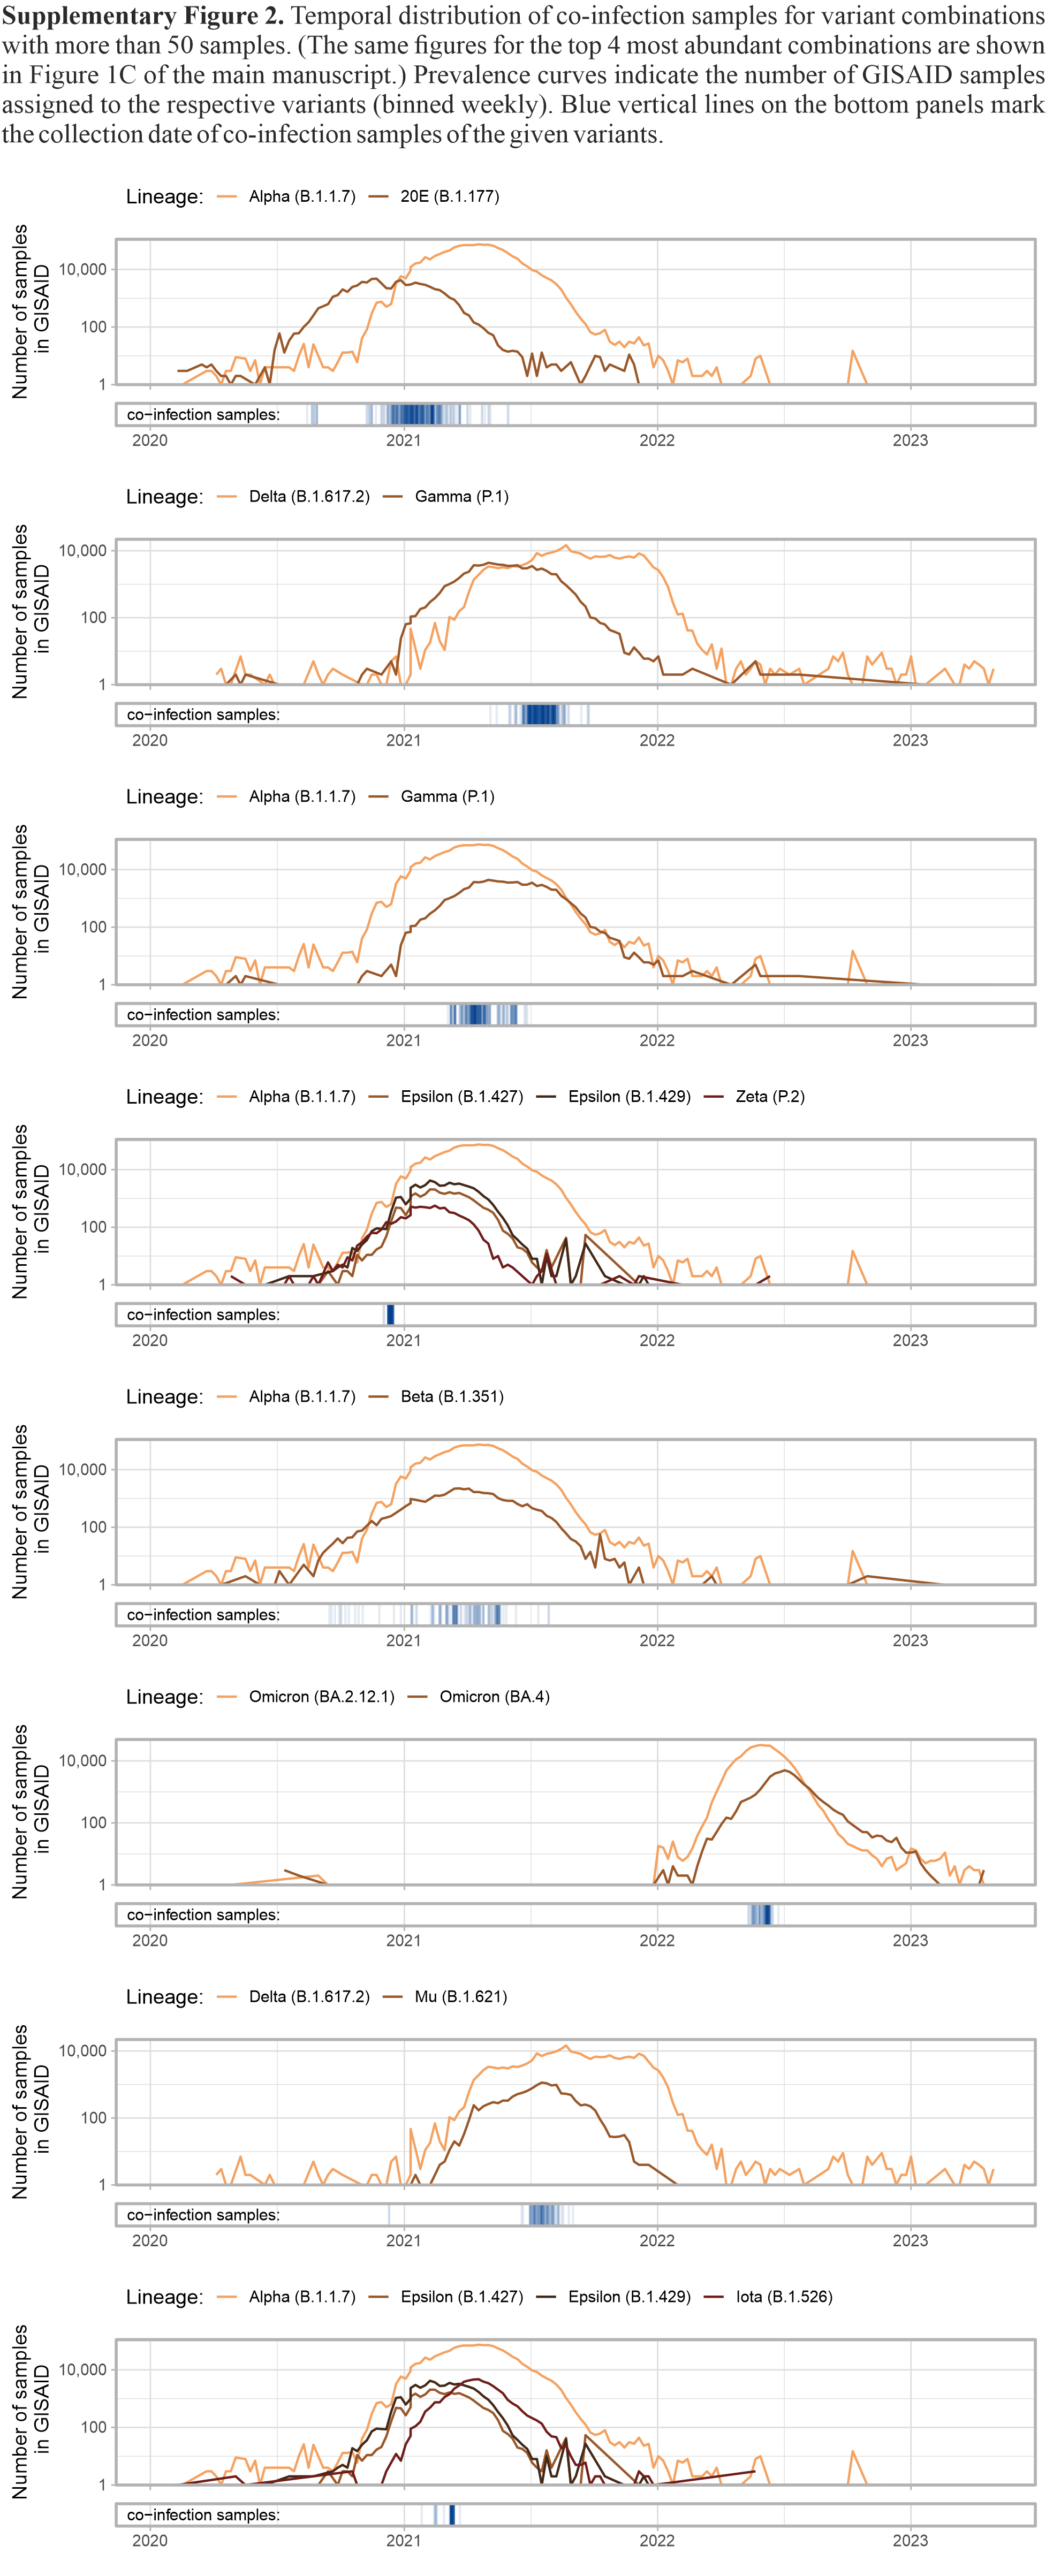 Supplementary Figure 2. Temporal distribution of co-infection samples for variant combinations
with more than 50 samples. (The same figures for the top 4 most abundant combinations are shown
in Figure 1C of the main manuscript.) Prevalence curves indicate the number of GISAID samples
assigned to the respective variants (binned weekly). Blue vertical lines on the bottom panels mark
the collection date of co-infection samples of the given variants.
Lineage: Alpha (B.1.1.7) 20E (B.1.177)
Number of samples
in GISAID
10,000
100
1
co−infection samples:
2020 2021 2022 2023
Lineage: Delta (B.1.617.2) Gamma (P.1)
Number of samples
in GISAID
10,000
100
1
co−infection samples:
2020 2021 2022 2023
Lineage: Alpha (B.1.1.7) Gamma (P.1)
Number of samples
in GISAID
10,000
100
1
co−infection samples:
2020 2021 2022 2023
Lineage: Alpha (B.1.1.7) Epsilon (B.1.427) Epsilon (B.1.429) Zeta (P.2)
Number of samples
in GISAID
10,000
100
1
co−infection samples:
2020 2021 2022 2023
Lineage: Alpha (B.1.1.7) Beta (B.1.351)
Number of samples
in GISAID
10,000
100
1
co−infection samples:
2020 2021 2022 2023
Lineage: Omicron (BA.2.12.1) Omicron (BA.4)
Number of samples
in GISAID
10,000
100
1
co−infection samples:
2020 2021 2022 2023
Lineage: Delta (B.1.617.2) Mu (B.1.621)
Number of samples
in GISAID
10,000
100
1
co−infection samples:
2020 2021 2022 2023
Lineage: Alpha (B.1.1.7) Epsilon (B.1.427) Epsilon (B.1.429) Iota (B.1.526)
Number of samples
in GISAID
10,000
100
1
co−infection samples:
2020 2021 2022 2023